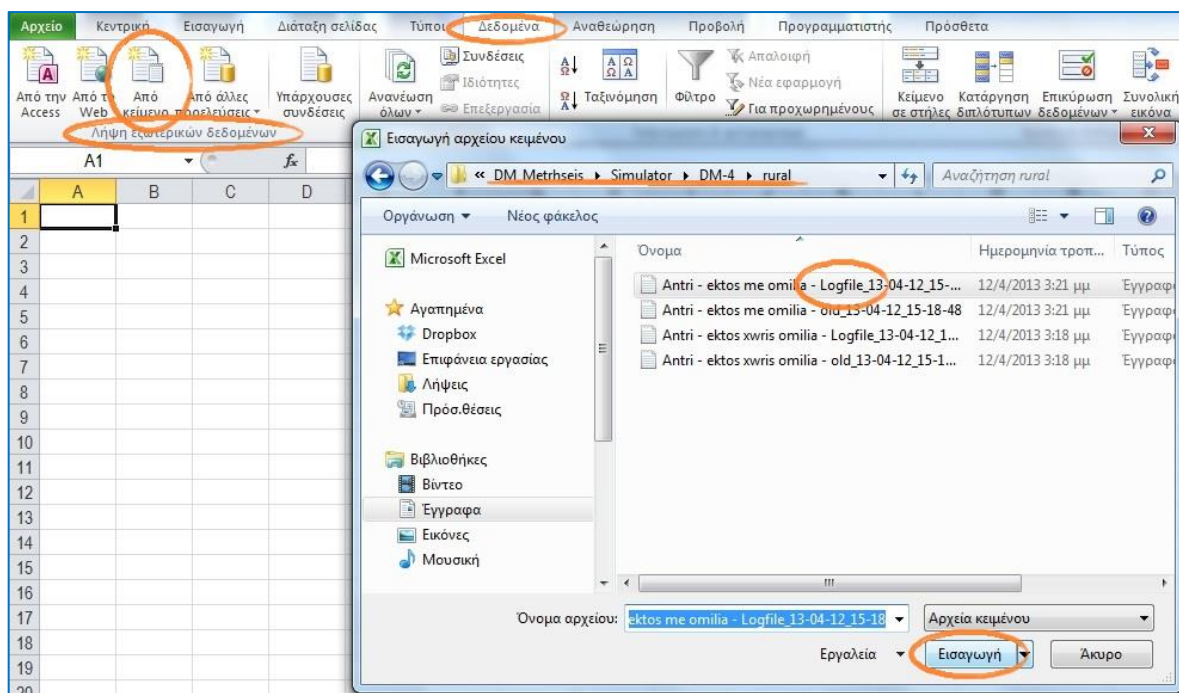 Αρχείο Κεντρική Εισαγωγή Διάταξη σελίδας Τύποι Δεδομένα Αναθεώρηση Προβολή Προγραμματιστής Πρόσθετα
Από την Access
Από το Web
Από κείμενο
Από άλλες προελεύσεις
Υπάρχουσες συνδέσεις
Λήψη εξωτερικών δεδομένων
Ανανέωση όλων
Συνδέσεις
Ιδιότητες
Επεξεργασία
Ταξινόμηση
Φίλτρο
Απαλοιφή
Νέα εφαρμογή
Για προχωρημένους
Κείμενο σε στήλες
Κατάργηση διπλότυπων
Επικύρωση δεδομένων
Συνολική εικόνα
A1 fx
A B C D
1
2
3
4
5
6
7
8
9
10
11
12
13
14
15
16
17
18
19
20
Εισαγωγή αρχείου κειμένου
« DM Metrhseis Simulator DM-4 rural
Αναζήτηση rural
Οργάνωση Νέος φάκελος
Microsoft Excel
Αγαπημένα
Dropbox
Επιφάνεια εργασίας
Λήψεις
Πρόσ.θέσεις
Βιβλιοθήκες
Βίντεο
Έγγραφα
Εικόνες
Μουσική
Όνομα Ημερομηνία τροπ... Τύπος
Antri - ektos me omilia - Logfile_13-04-12_15-... 12/4/2013 3:21 μμ Έγγραφ
Antri - ektos me omilia - old_13-04-12_15-18-48 12/4/2013 3:21 μμ Έγγραφ
Antri - ektos xwris omilia - Logfile_13-04-12_1... 12/4/2013 3:18 μμ Έγγραφ
Antri - ektos xwris omilia - old_13-04-12_15-1... 12/4/2013 3:18 μμ Έγγραφ
Όνομα αρχείου: ektos me omilia - Logfile_13-04-12_15-18 Αρχεία κειμένου
Εργαλεία Εισαγωγή Άκυρο